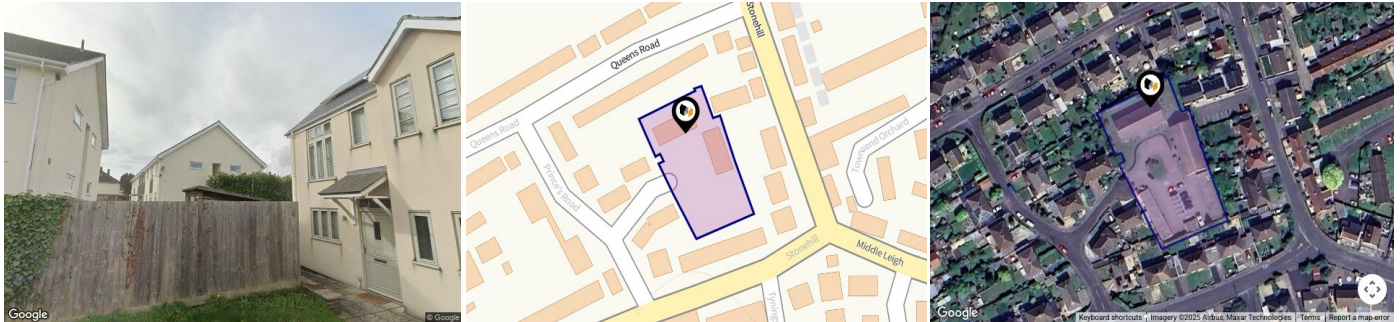 Google
© Google
Queens Road
Stonehill
Queens Road
Prince's Road
Townsend Orchard
Stonehill
Middle Leigh
Tyning
Google
Keyboard shortcuts
Imagery ©2025 Airbus, Maxar Technologies
Terms
Report a map error